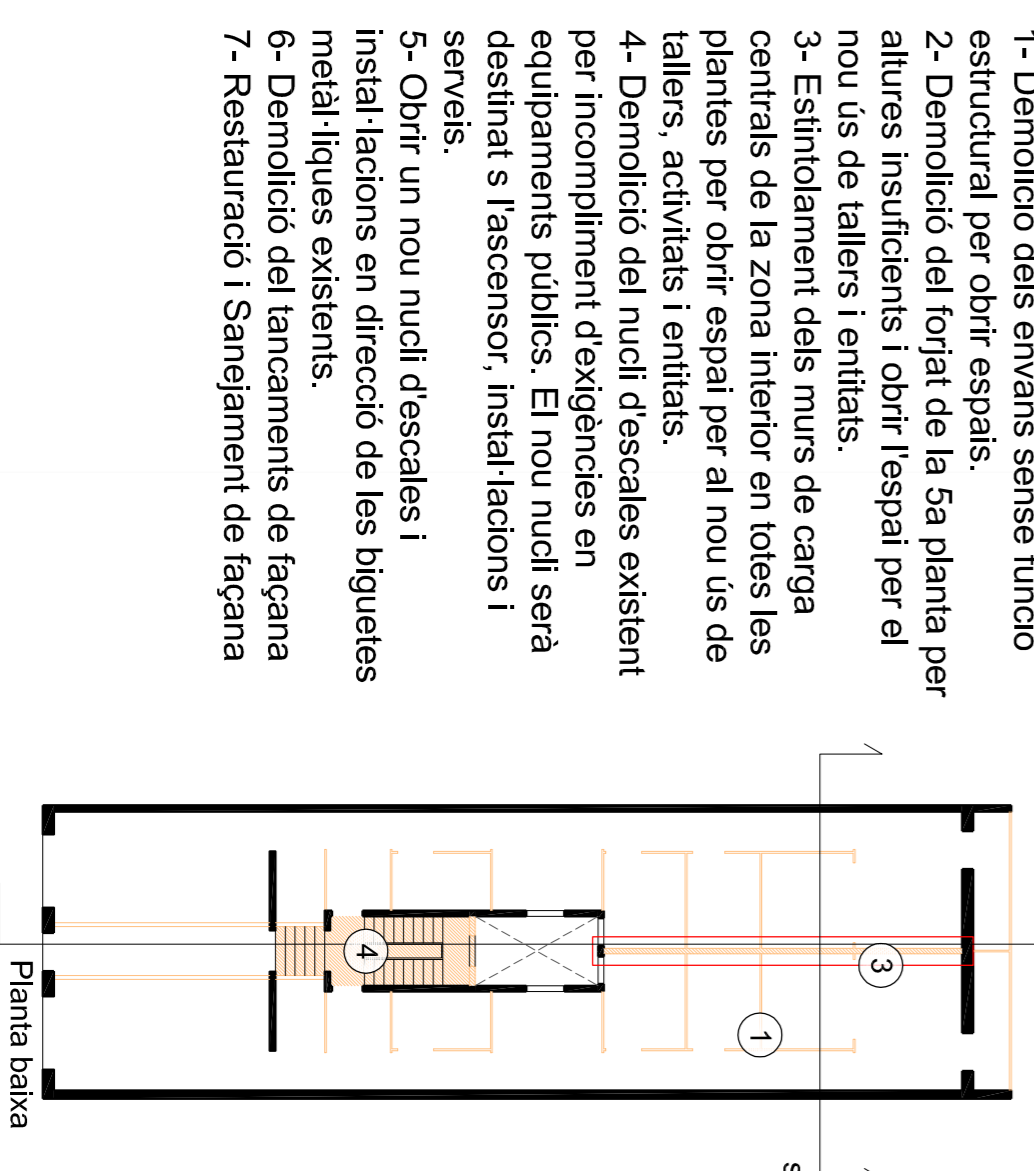 1- Demolició dels envans sense funció
estructural per obrir espais.
2- Demolició del forjat de la 5a planta per
altures insuficients i obrir l'espai per el
nou ús de tallers i entitats.
3- Estintolament dels murs de carga
centrals de la zona interior en totes les
plantes per obrir espai per al nou ús de
tallers, activitats i entitats.
4- Demolició del nucli d'escales existent
per incompliment d'exigències en
equipaments públics. El nou nucli serà
destinat s l'ascensor, instal·lacions i
serveis.
5- Obrir un nou nucli d'escales i
instal·lacions en direcció de les biguetes
metàl·liques existents.
6- Demolició del tancaments de façana
7- Restauració i Sanejament de façana
3
1
4
Planta baixa